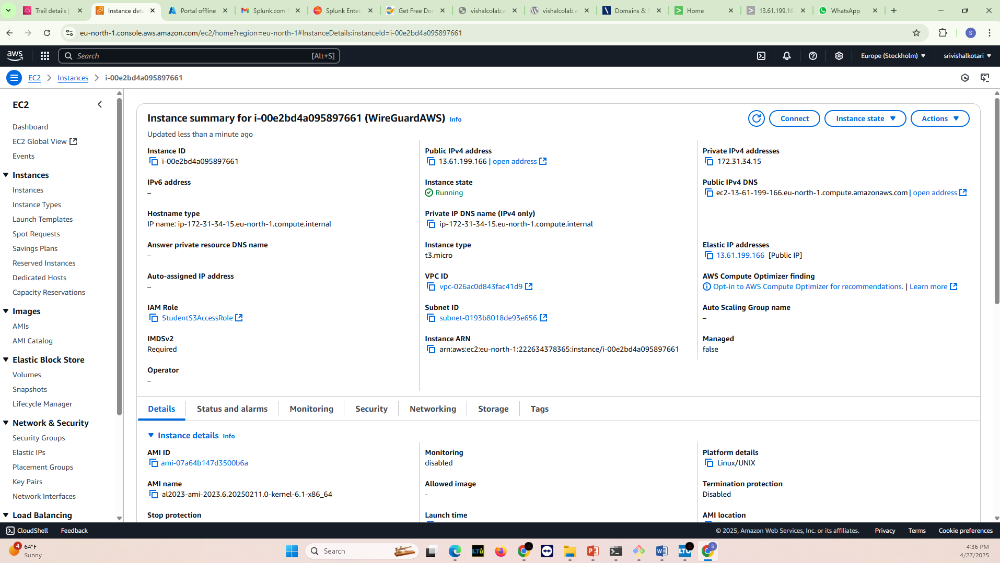 Trail details |
Instance deta
Portal offline
Splunk.com
Splunk Enter
Get Free Dor
vishalcolab.w
vishalcolab.w
Domains & S
Home
13.61.199.16
WhatsApp
eu-north-1.console.aws.amazon.com/ec2/home?region=eu-north-1#InstanceDetails:instanceId=i-00e2bd4a095897661
S
aws
Search
[Alt+S]
Europe (Stockholm)
srivishalkotari
EC2
Instances
i-00e2bd4a095897661
EC2
Dashboard
EC2 Global View
Events
Instances
Instances
Instance Types
Launch Templates
Spot Requests
Savings Plans
Reserved Instances
Dedicated Hosts
Capacity Reservations
Images
AMIs
AMI Catalog
Elastic Block Store
Volumes
Snapshots
Lifecycle Manager
Network & Security
Security Groups
Elastic IPs
Placement Groups
Key Pairs
Network Interfaces
Load Balancing
Instance summary for i-00e2bd4a095897661 (WireGuardAWS) Info
Updated less than a minute ago
Connect
Instance state
Actions
Instance ID
i-00e2bd4a095897661
Public IPv4 address
13.61.199.166 | open address
Private IPv4 addresses
172.31.34.15
IPv6 address
–
Instance state
Running
Public IPv4 DNS
ec2-13-61-199-166.eu-north-1.compute.amazonaws.com | open address
Hostname type
IP name: ip-172-31-34-15.eu-north-1.compute.internal
Private IP DNS name (IPv4 only)
ip-172-31-34-15.eu-north-1.compute.internal
Answer private resource DNS name
–
Instance type
t3.micro
Elastic IP addresses
13.61.199.166 [Public IP]
Auto-assigned IP address
–
VPC ID
vpc-026ac0d843fac41d9
AWS Compute Optimizer finding
Opt-in to AWS Compute Optimizer for recommendations. | Learn more
IAM Role
StudentS3AccessRole
Subnet ID
subnet-0193b8018de93e656
Auto Scaling Group name
–
IMDSv2
Required
Instance ARN
arn:aws:ec2:eu-north-1:222634378365:instance/i-00e2bd4a095897661
Managed
false
Operator
–
Details
Status and alarms
Monitoring
Security
Networking
Storage
Tags
Instance details Info
AMI ID
ami-07a64b147d3500b6a
Monitoring
disabled
Platform details
Linux/UNIX
AMI name
al2023-ami-2023.6.20250211.0-kernel-6.1-x86_64
Allowed image
-
Termination protection
Disabled
Stop protection
Launch time
AMI location
CloudShell
Feedback
© 2025, Amazon Web Services, Inc. or its affiliates.
Privacy
Terms
Cookie preferences
4
64°F
Sunny
Search
LTU
LTU
S
4:36 PM
4/27/2025